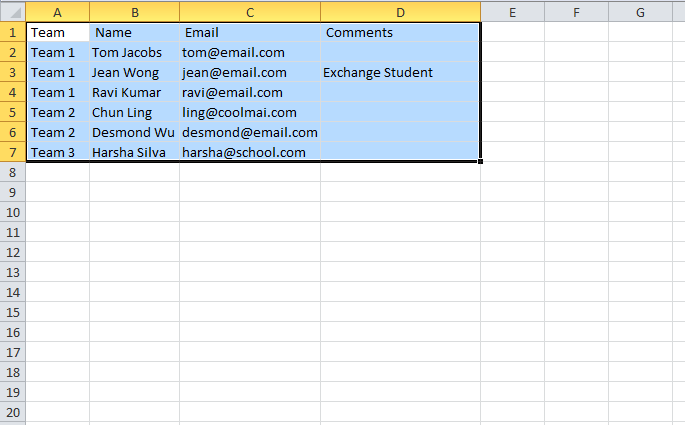 A B C D E F G
1 Team Name Email Comments
2 Team 1 Tom Jacobs tom@email.com
3 Team 1 Jean Wong jean@email.com Exchange Student
4 Team 1 Ravi Kumar ravi@email.com
5 Team 2 Chun Ling ling@coolmai.com
6 Team 2 Desmond Wu desmond@email.com
7 Team 3 Harsha Silva harsha@school.com
8
9
10
11
12
13
14
15
16
17
18
19
20